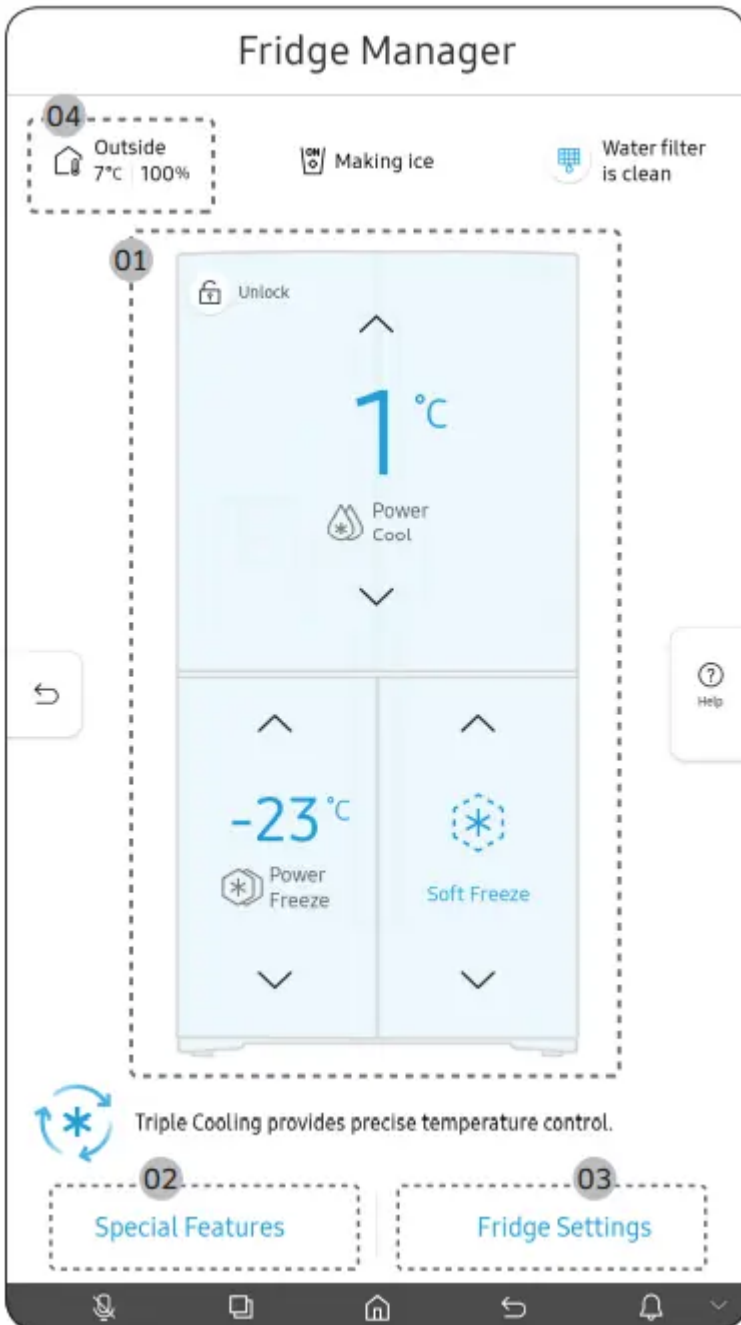 Fridge Manager
04
Outside
7°C 100%
ON
Making ice
Water filter
is clean
01
Unlock
1 °C
Power
Cool
Help
-23 °C
Power
Freeze
Soft Freeze
Triple Cooling provides precise temperature control.
02
03
Special Features
Fridge Settings